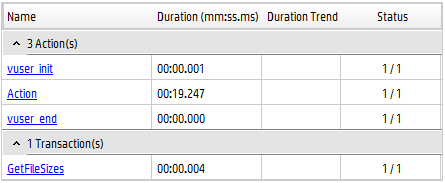 Name Duration (mm:ss.ms) Duration Trend Status
3 Action(s)
vuser_init 00:00.001 1 / 1
Action 00:19.247 1 / 1
vuser_end 00:00.000 1 / 1
1 Transaction(s)
GetFileSizes 00:00.004 1 / 1